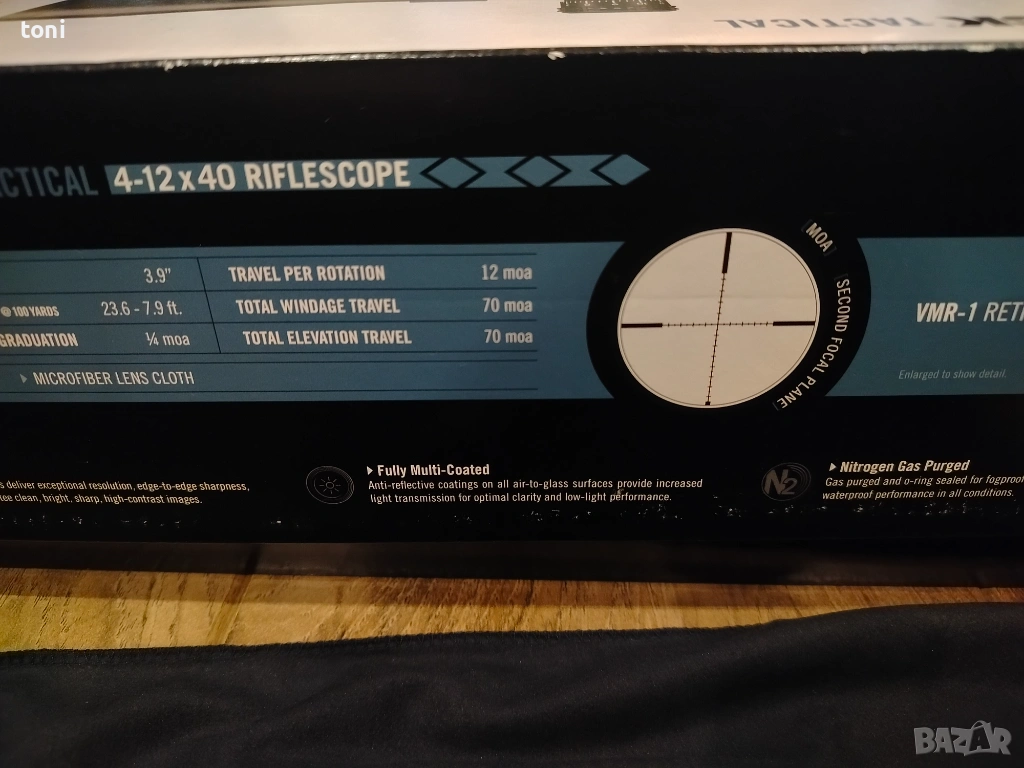 toni
TACTICAL
4-12x40 RIFLESCOPE
3.9"
TRAVEL PER ROTATION 12 moa
@ 100 YARDS 23.6 - 7.9 ft.
TOTAL WINDAGE TRAVEL 70 moa
GRADUATION ¼ moa
TOTAL ELEVATION TRAVEL 70 moa
MICROFIBER LENS CLOTH
MOA
SECOND FOCAL PLANE
VMR-1
Enlarged to show detail.
deliver exceptional resolution, edge-to-edge sharpness,
clean, bright, sharp, high-contrast images.
Fully Multi-Coated
Anti-reflective coatings on all air-to-glass surfaces provide increased
light transmission for optimal clarity and low-light performance.
N2
Nitrogen Gas Purged
Gas purged and o-ring sealed for fogproof
waterproof performance in all conditions.
BAZAR